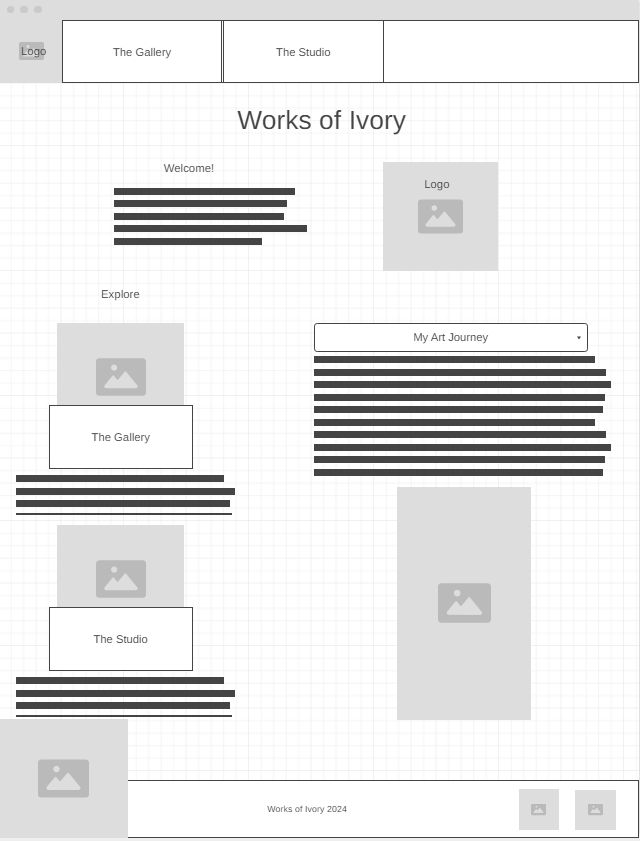 Logo
The Gallery
The Studio
Works of Ivory
Welcome!
Logo
Explore
My Art Journey
The Gallery
The Studio
Works of Ivory 2024